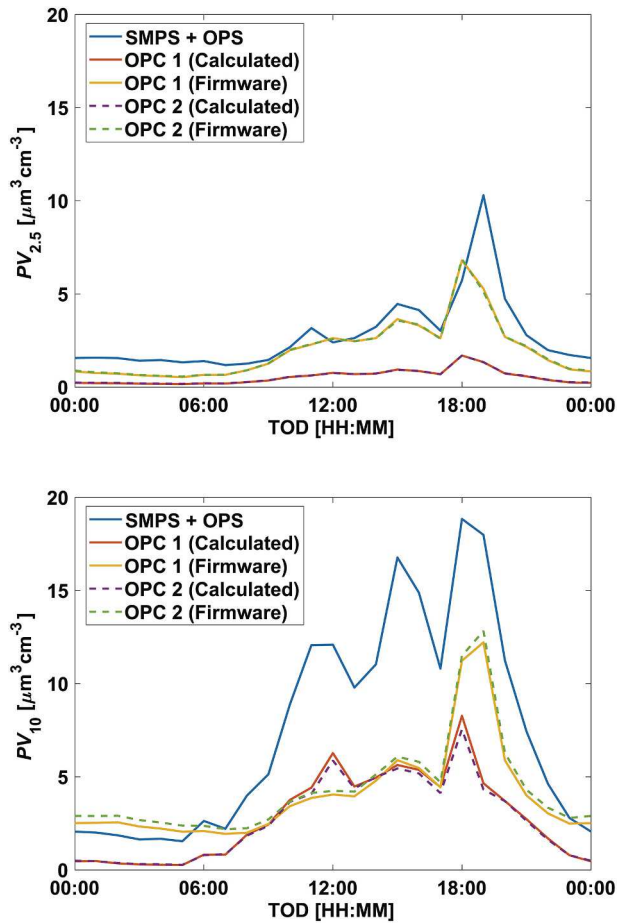 20
15
10
5
0
PV2.5 [μm³cm⁻³]
SMPS + OPS
OPC 1 (Calculated)
OPC 1 (Firmware)
OPC 2 (Calculated)
OPC 2 (Firmware)
00:00 06:00 12:00 18:00 00:00
TOD [HH:MM]
20
15
10
5
0
PV10 [μm³cm⁻³]
SMPS + OPS
OPC 1 (Calculated)
OPC 1 (Firmware)
OPC 2 (Calculated)
OPC 2 (Firmware)
00:00 06:00 12:00 18:00 00:00
TOD [HH:MM]